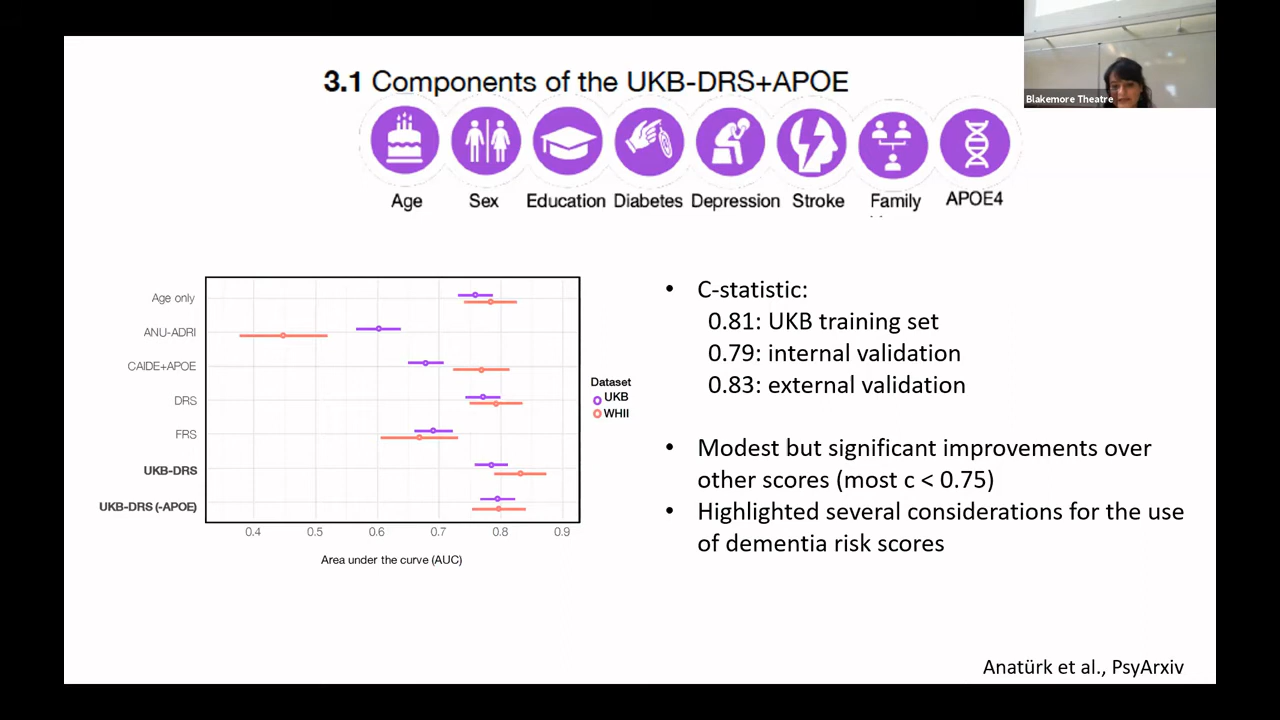 3.1 Components of the UKB-DRS+APOE
Blakemore Theatre
Age Sex Education Diabetes Depression Stroke Family APOE4
Age only
ANU-ADRI
CAIDE+APOE
DRS
FRS
UKB-DRS
UKB-DRS (-APOE)
0.4 0.5 0.6 0.7 0.8 0.9
Area under the curve (AUC)
Dataset
UKB
WHII
• C-statistic:
0.81: UKB training set
0.79: internal validation
0.83: external validation
• Modest but significant improvements over
other scores (most c < 0.75)
• Highlighted several considerations for the use
of dementia risk scores
Anatürk et al., PsyArxiv